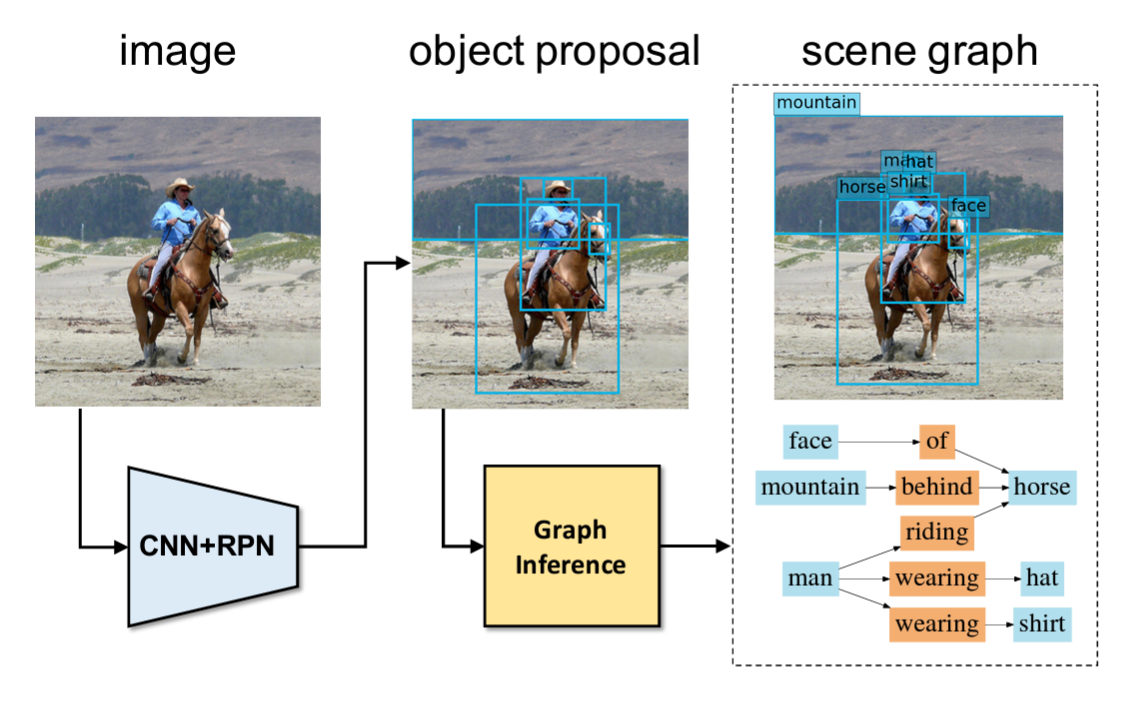 image
object proposal
scene graph
mountain
man
hat
shirt
horse
face
CNN+RPN
Graph
Inference
face
of
mountain
behind
horse
riding
man
wearing
hat
wearing
shirt